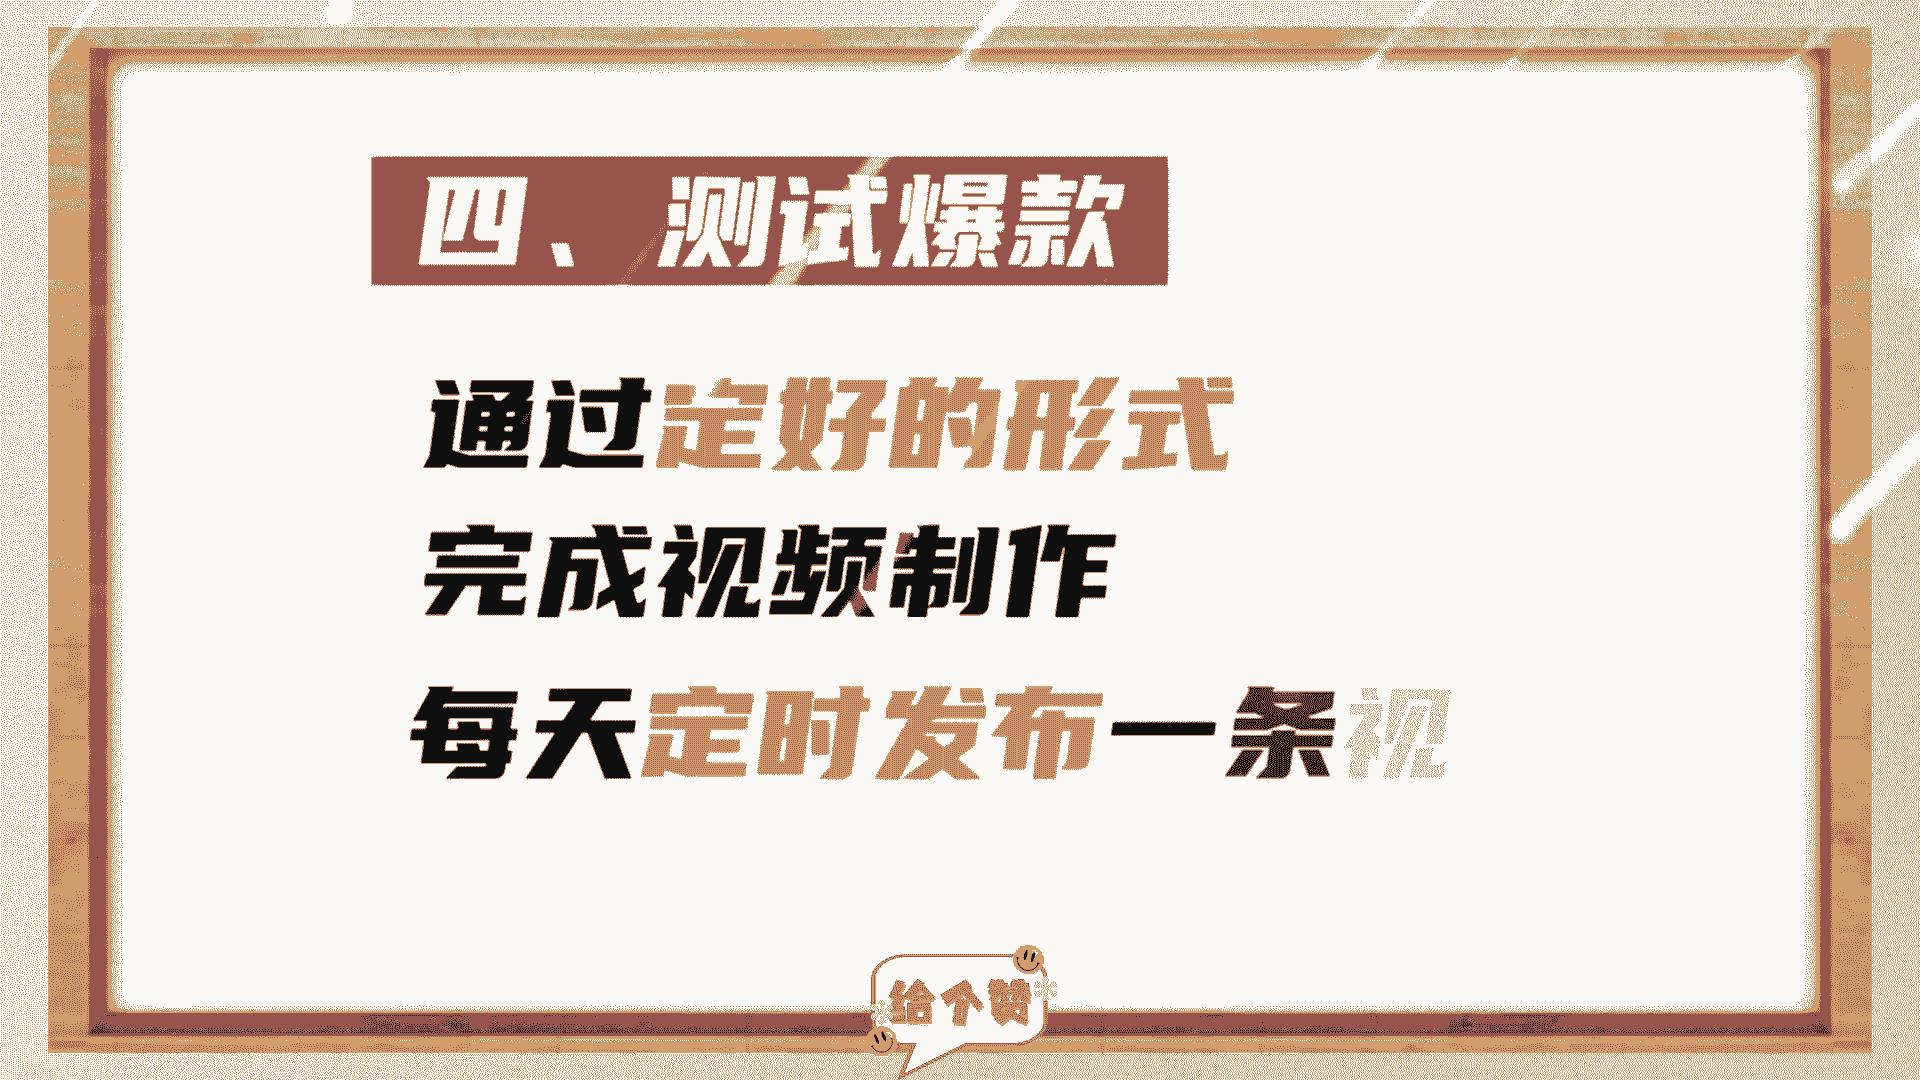 四、测试爆款
通过定好的形式
完成视频制作
每天定时发布一条视
给个赞